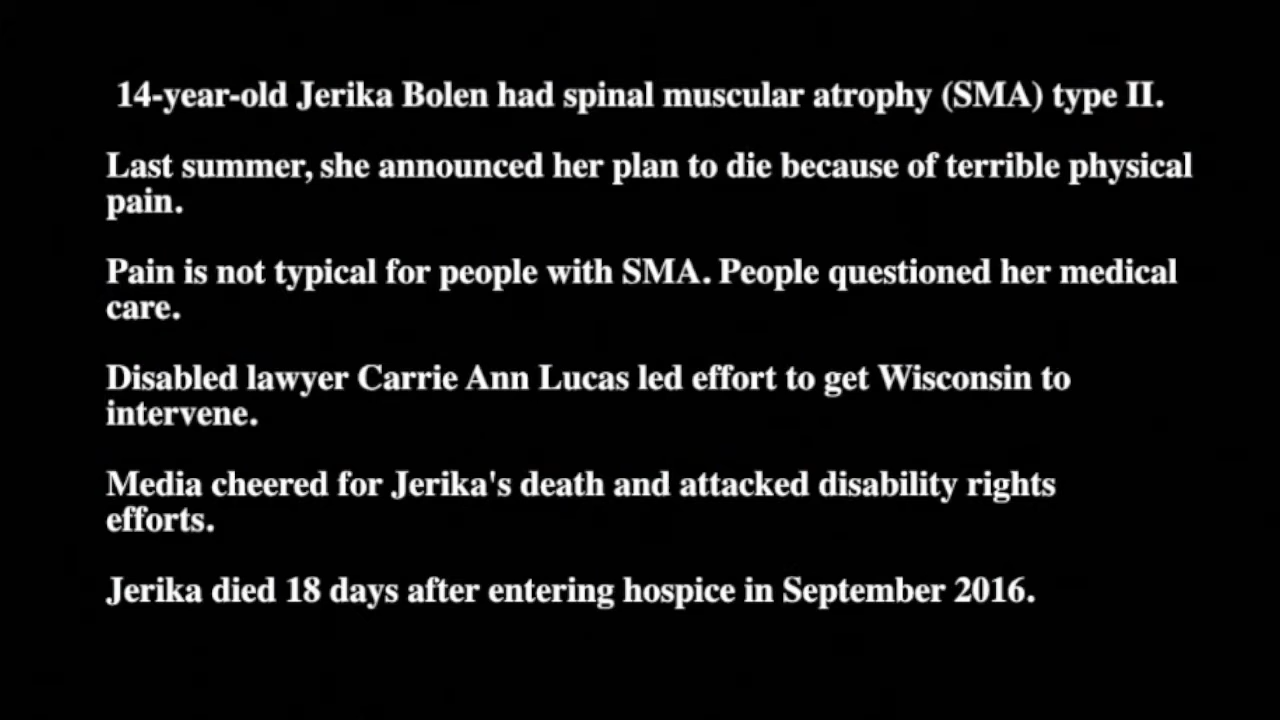 14-year-old Jerika Bolen had spinal muscular atrophy (SMA) type II.
Last summer, she announced her plan to die because of terrible physical
pain.
Pain is not typical for people with SMA. People questioned her medical
care.
Disabled lawyer Carrie Ann Lucas led effort to get Wisconsin to
intervene.
Media cheered for Jerika's death and attacked disability rights
efforts.
Jerika died 18 days after entering hospice in September 2016.